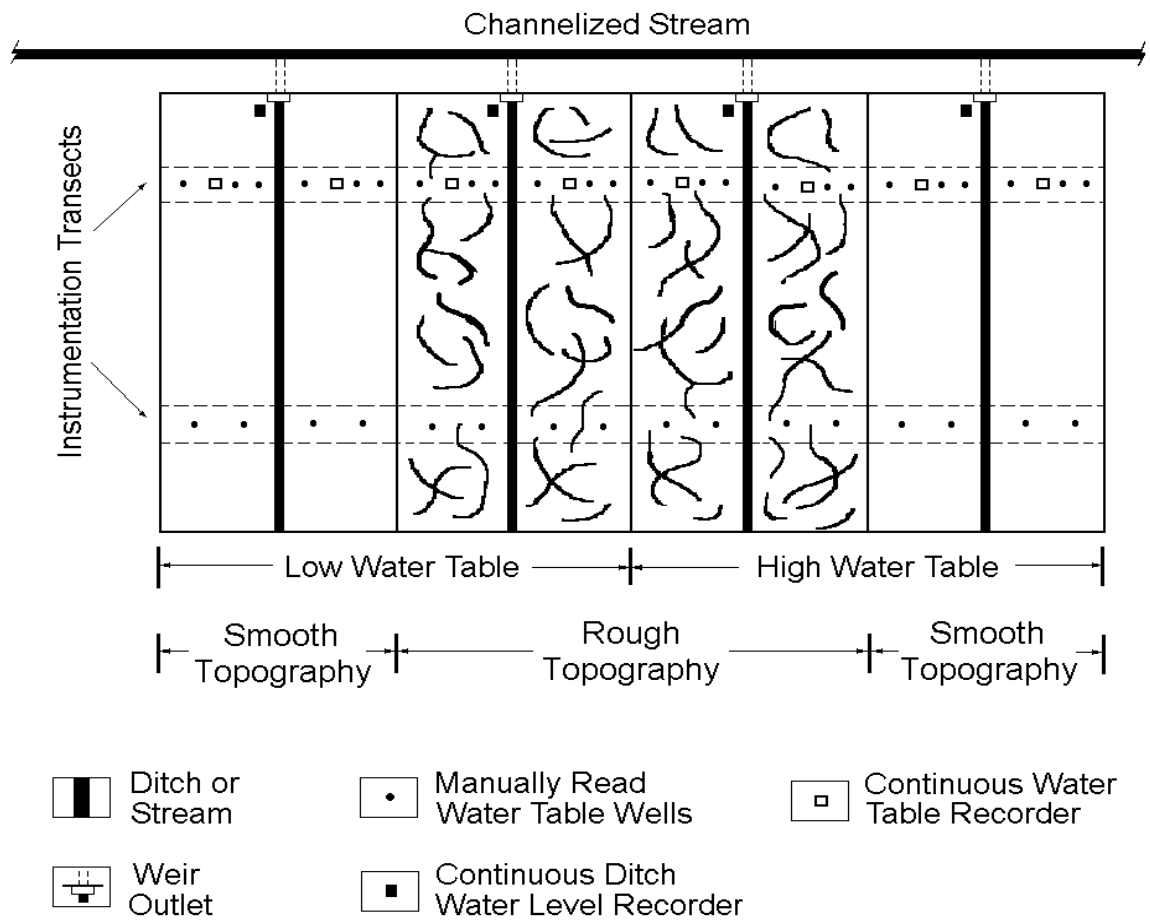 Channelized Stream
Instrumentation Transects
Low Water Table
High Water Table
Smooth
Topography
Rough
Topography
Smooth
Topography
Ditch or
Stream
Manually Read
Water Table Wells
Continuous Water
Table Recorder
Weir
Outlet
Continuous Ditch
Water Level Recorder